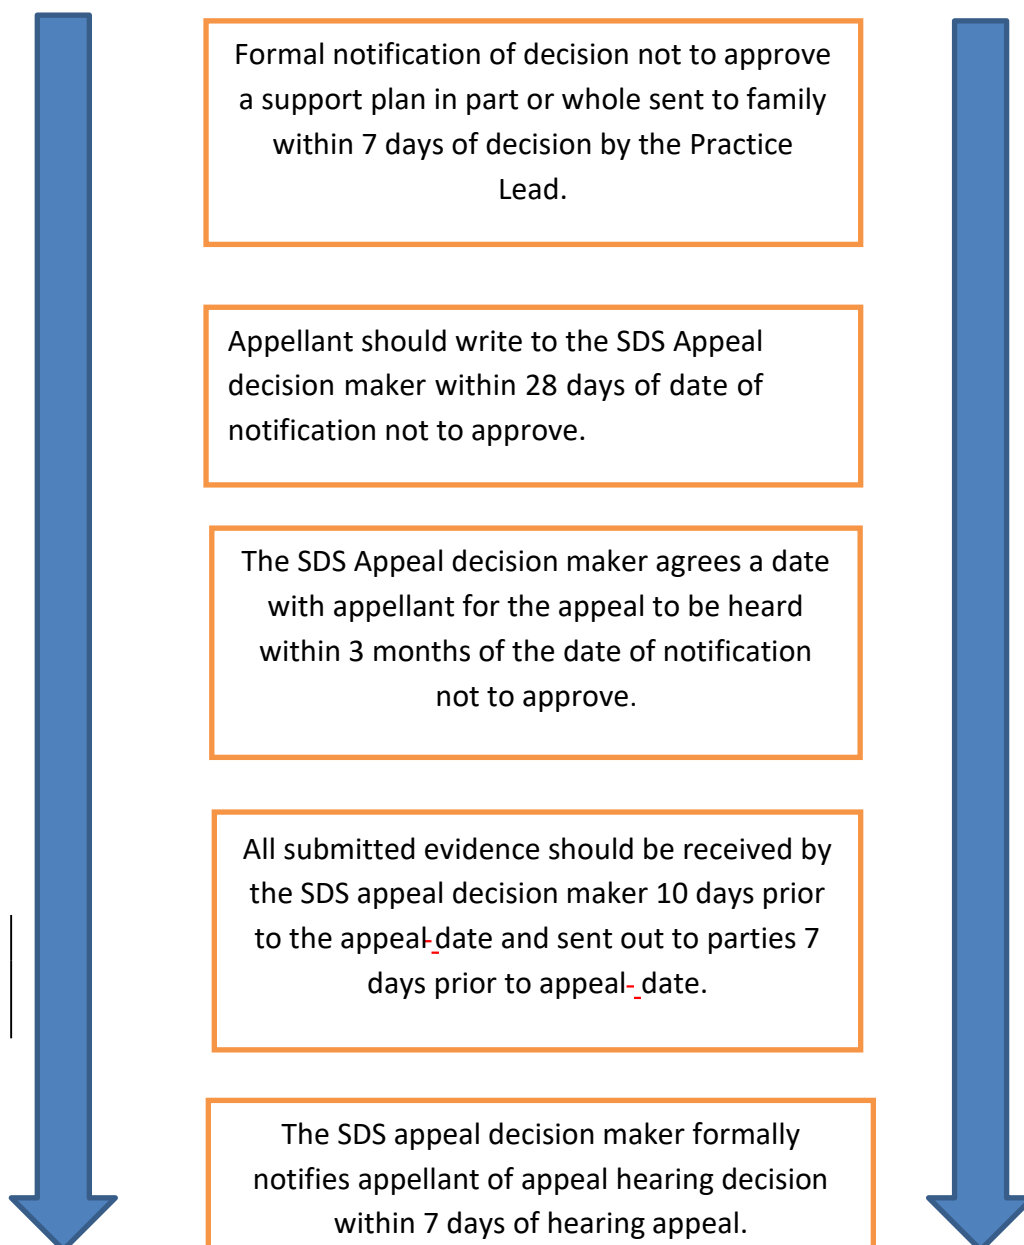 Formal notification of decision not to approve
a support plan in part or whole sent to family
within 7 days of decision by the Practice
Lead.
Appellant should write to the SDS Appeal
decision maker within 28 days of date of
notification not to approve.
The SDS Appeal decision maker agrees a date
with appellant for the appeal to be heard
within 3 months of the date of notification
not to approve.
All submitted evidence should be received by
the SDS appeal decision maker 10 days prior
to the appeal- date and sent out to parties 7
days prior to appeal- date.
The SDS appeal decision maker formally
notifies appellant of appeal hearing decision
within 7 days of hearing appeal.